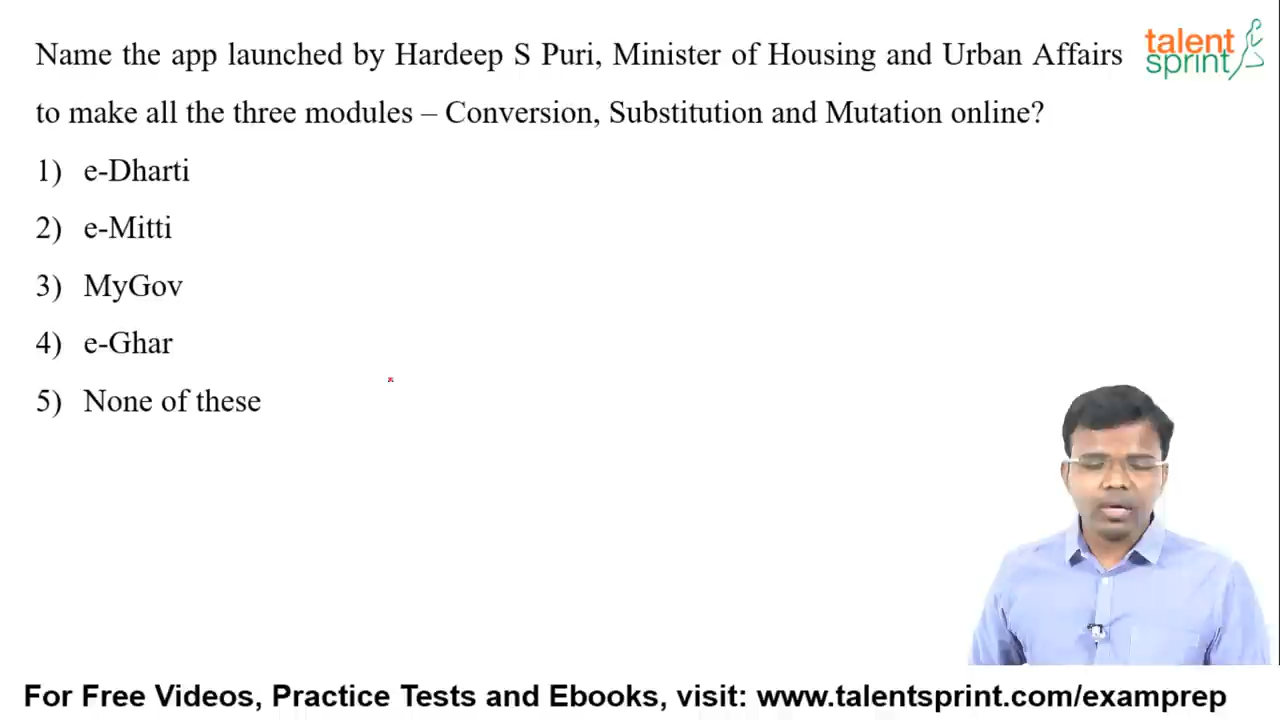 Name the app launched by Hardeep S Puri, Minister of Housing and Urban Affairs
to make all the three modules – Conversion, Substitution and Mutation online?
1) e-Dharti
2) e-Mitti
3) MyGov
4) e-Ghar
5) None of these
talent
sprint
For Free Videos, Practice Tests and Ebooks, visit: www.talentsprint.com/examprep